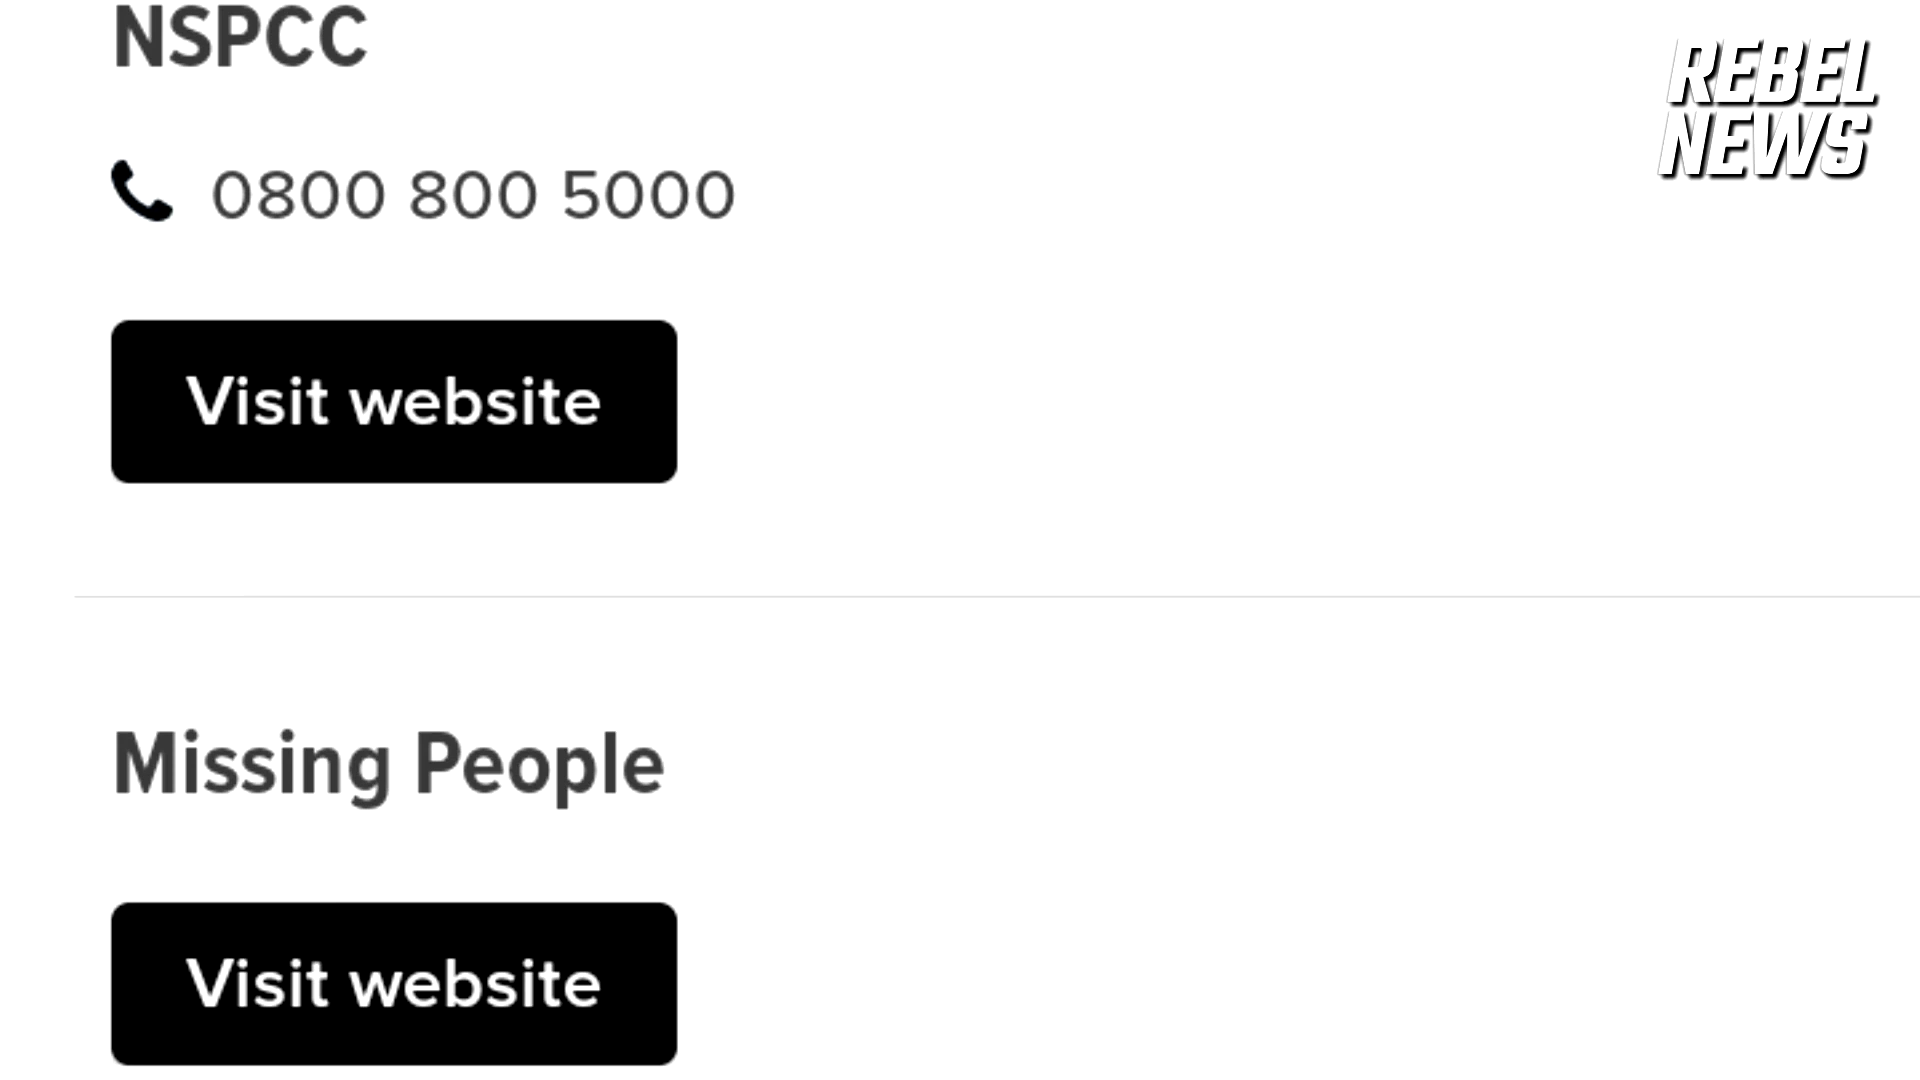 NSPCC
REBEL
NEWS
0800 800 5000
Visit website
Missing People
Visit website